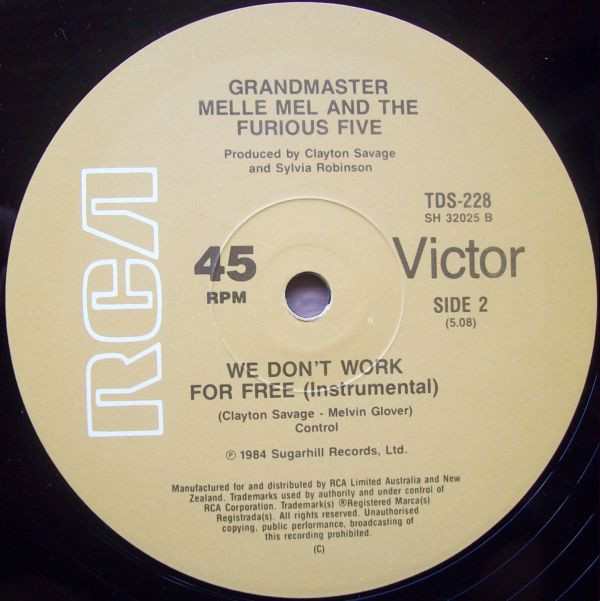 GRANDMASTER
MELLE MEL AND THE
FURIOUS FIVE
Produced by Clayton Savage
and Sylvia Robinson
RCA
TDS-228
SH 32025 B
45
RPM
Victor
SIDE 2
(5.08)
WE DON'T WORK
FOR FREE (Instrumental)
(Clayton Savage - Melvin Glover)
Control
℗ 1984 Sugarhill Records, Ltd.
Manufactured for and distributed by RCA Limited Australia and New
Zealand. Trademarks used by authority and under control of
RCA Corporation. Trademark(s) ®Registered Marca(s)
Registrada(s). All rights reserved. Unauthorised
copying, public performance, broadcasting of
this recording prohibited.
(C)